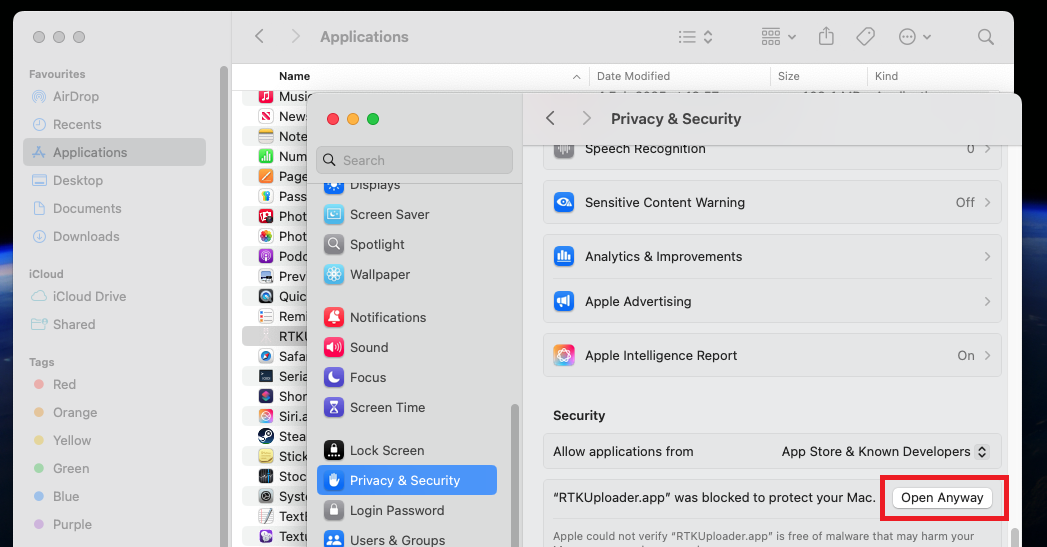 Applications
Name
Date Modified
Size
Kind
Favourites
AirDrop
Recents
Applications
Desktop
Documents
Downloads
iCloud
iCloud Drive
Shared
Tags
Red
Orange
Yellow
Green
Blue
Purple
Music
News
Note
Num
Page
Pass
Phot
Phot
Podc
Prev
Quic
Remi
RTKU
Safar
Seria
Shor
Siri.a
Stea
Stick
Stoc
Syste
TextE
Textu
Search
Displays
Screen Saver
Spotlight
Wallpaper
Notifications
Sound
Focus
Screen Time
Lock Screen
Privacy & Security
Login Password
Users & Groups
Privacy & Security
Speech Recognition 0
Sensitive Content Warning Off
Analytics & Improvements
Apple Advertising
Apple Intelligence Report On
Security
Allow applications from App Store & Known Developers
“RTKUploader.app” was blocked to protect your Mac. Open Anyway
Apple could not verify “RTKUploader.app” is free of malware that may harm your